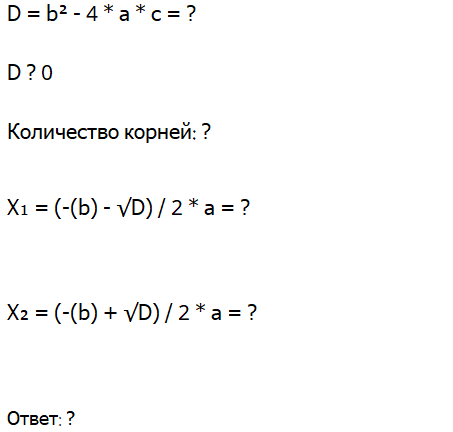 D = b² - 4 * a * c = ?
D ? 0
Количество корней: ?
X₁ = (-(b) - √D) / 2 * a = ?
X₂ = (-(b) + √D) / 2 * a = ?
Ответ: ?